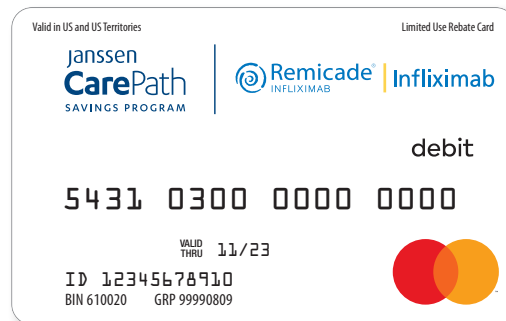 Valid in US and US Territories Limited Use Rebate Card
Janssen
CarePath
SAVINGS PROGRAM
Remicade®
INFLIXIMAB
Infliximab
debit
5431 0300 0000 0000
VALID THRU 11/23
ID 12345678910
BIN 610020 GRP 99990809